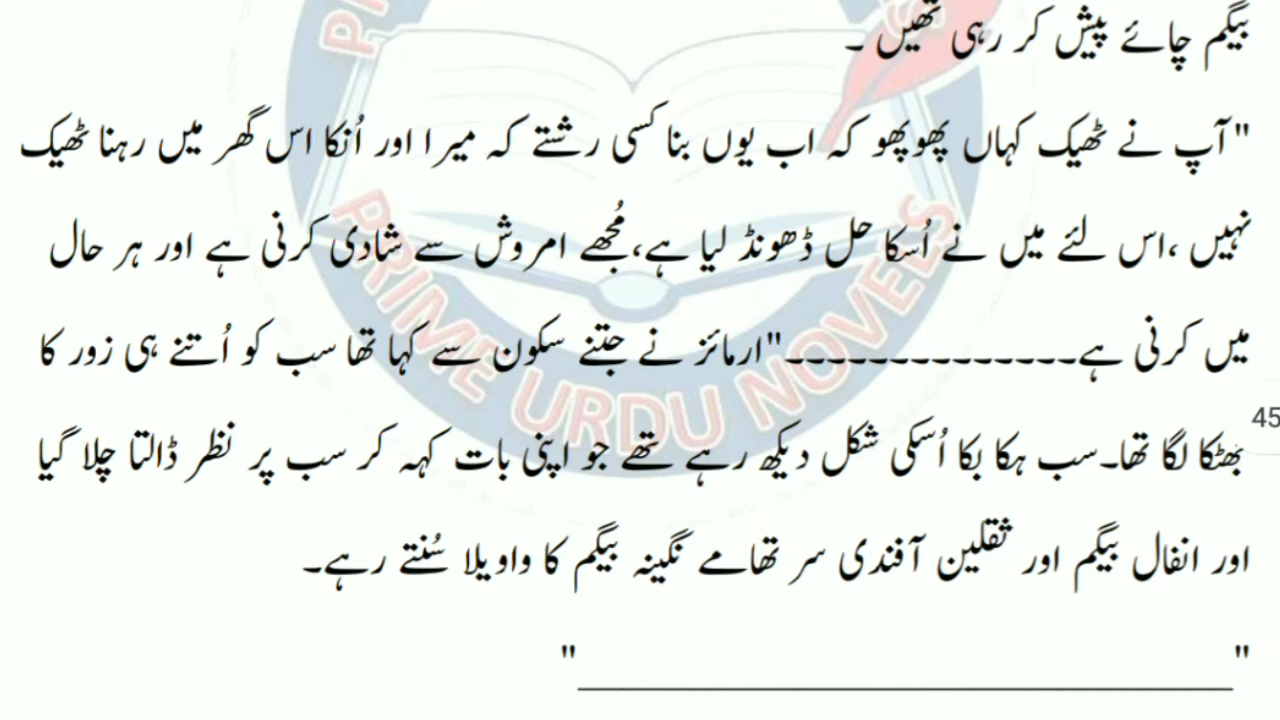 بیگم چائے پیش کر رہی تھیں ۔
"آپ نے ٹھیک کہاں پھوپھو کہ اب یوں بنا کسی رشتے کہ میرا اور اُنکا اس گھر میں رہنا ٹھیک
نہیں ،اس لئے میں نے اُسکا حل ڈھونڈ لیا ہے،مُجھے امروش سے شادی کرنی ہے اور ہر حال
میں کرنی ہے۔۔۔۔۔۔۔۔۔۔۔۔۔۔"ارمائز نے جتنے سکون سے کہا تھا سب کو اُتنے ہی زور کا
45
جھٹکا لگا تھا۔سب ہکا بکا اُسکی شکل دیکھ رہے تھے جو اپنی بات کہہ کر سب پر نظر ڈالتا چلا گیا
اور انفال بیگم اور ثقلین آفندی سر تھامے نگینہ بیگم کا واویلا سُنتے رہے۔
"______________________________"
PRIME URDU NOVELS